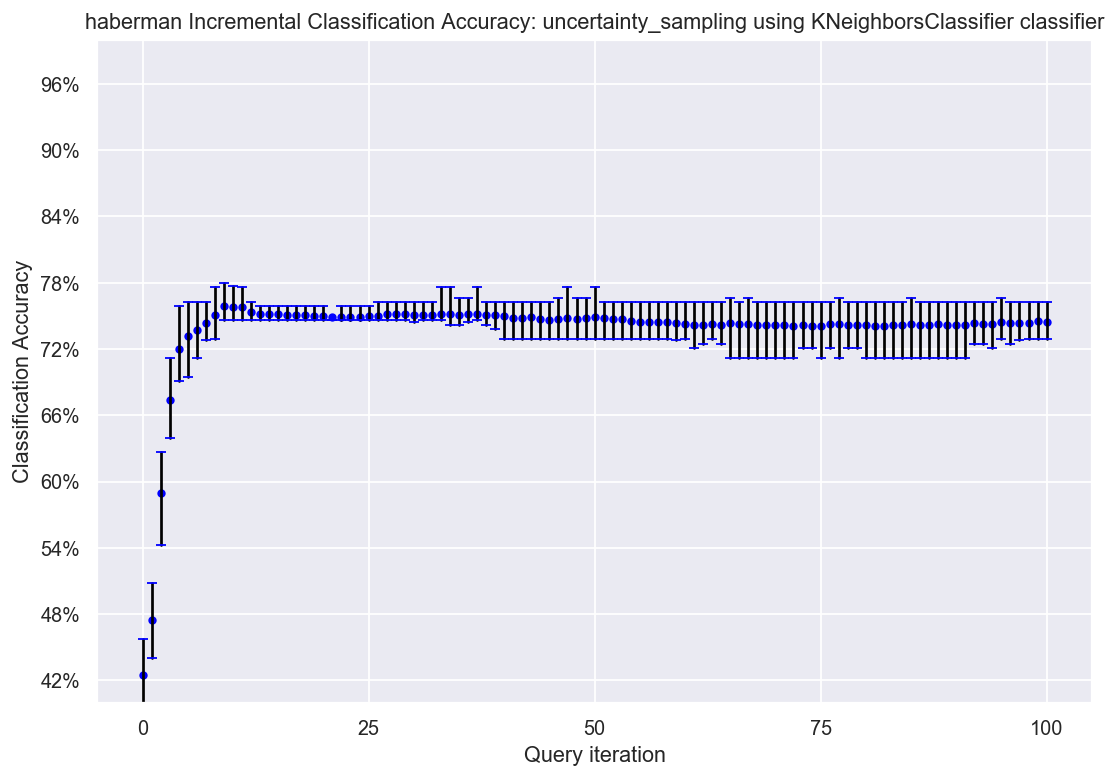 haberman Incremental Classification Accuracy: uncertainty_sampling using KNeighborsClassifier classifier
96%
90%
84%
78%
72%
66%
60%
54%
48%
42%
Classification Accuracy
0 25 50 75 100
Query iteration